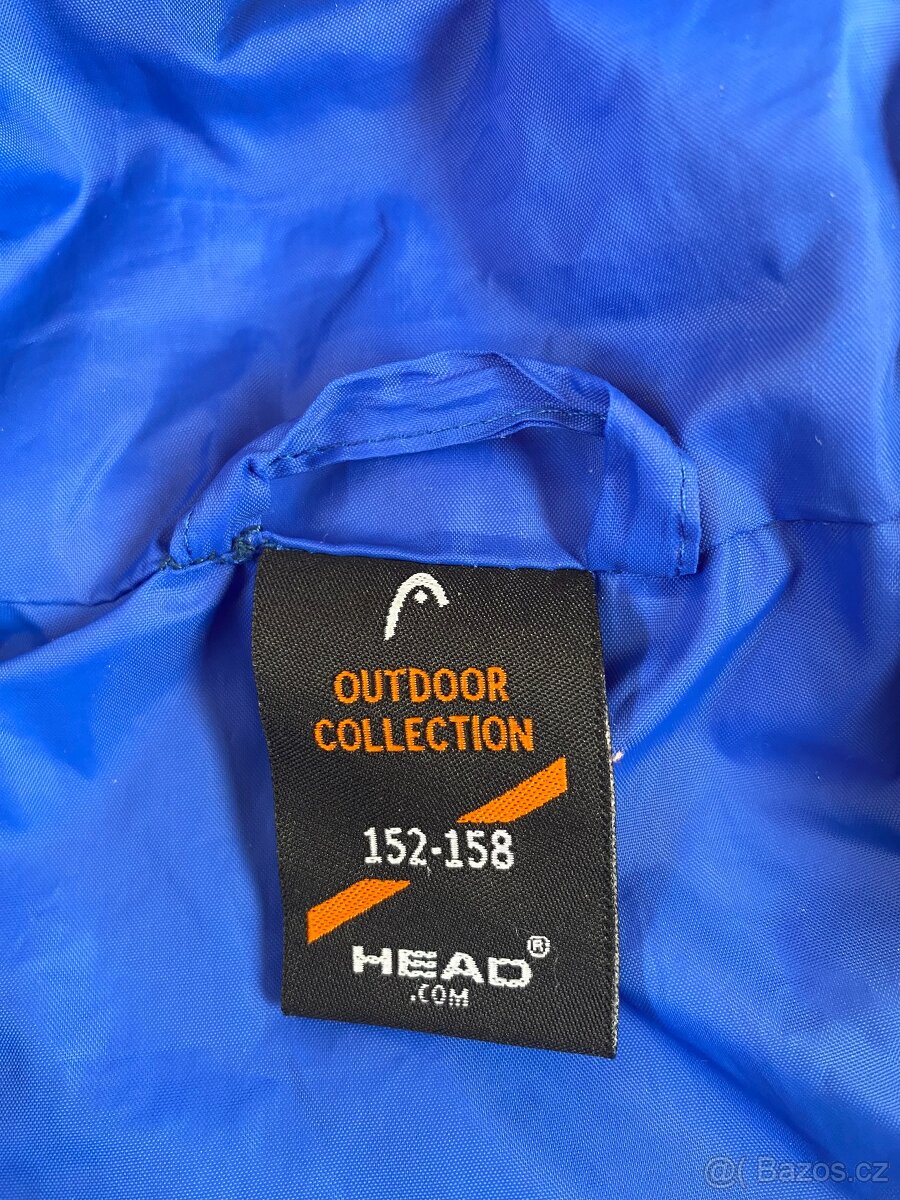 OUTDOOR
COLLECTION
152-158
HEAD®
.COM
@( Bazos.cz